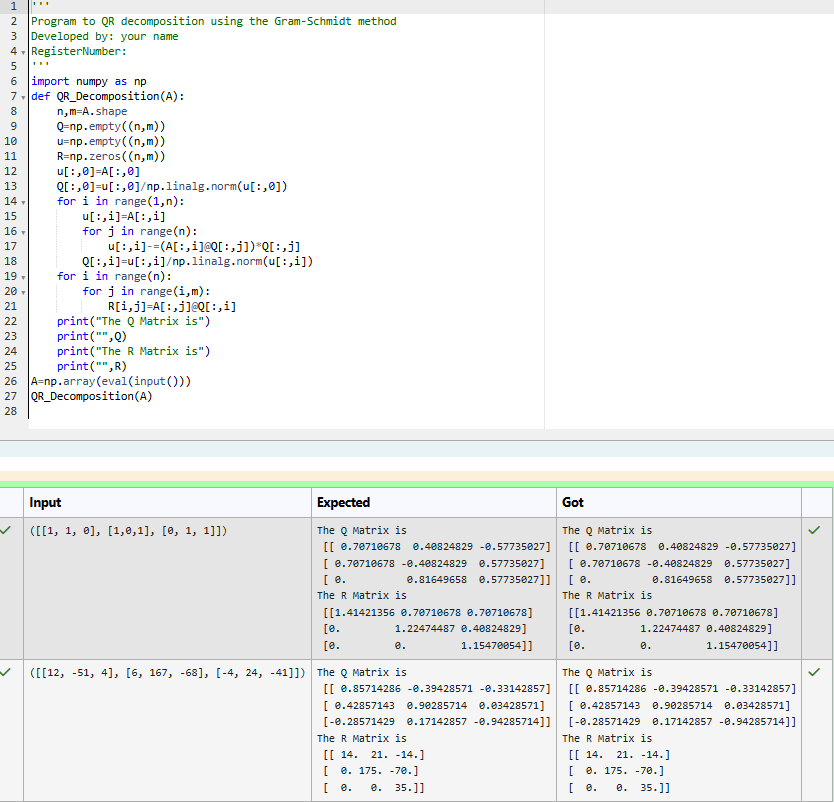 1 '''
2 Program to QR decomposition using the Gram-Schmidt method
3 Developed by: your name
4 RegisterNumber:
5 '''
6 import numpy as np
7 def QR_Decomposition(A):
8     n,m=A.shape
9     Q=np.empty((n,m))
10     u=np.empty((n,m))
11     R=np.zeros((n,m))
12     u[:,0]=A[:,0]
13     Q[:,0]=u[:,0]/np.linalg.norm(u[:,0])
14     for i in range(1,n):
15         u[:,i]=A[:,i]
16         for j in range(n):
17             u[:,i]-=(A[:,i]@Q[:,j])*Q[:,j]
18         Q[:,i]=u[:,i]/np.linalg.norm(u[:,i])
19     for i in range(n):
20         for j in range(i,m):
21             R[i,j]=A[:,j]@Q[:,i]
22     print("The Q Matrix is")
23     print("",Q)
24     print("The R Matrix is")
25     print("",R)
26 A=np.array(eval(input()))
27 QR_Decomposition(A)
28
Input Expected Got
([[1, 1, 0], [1,0,1], [0, 1, 1]]) The Q Matrix is The Q Matrix is
[[ 0.70710678  0.40824829 -0.57735027] [[ 0.70710678  0.40824829 -0.57735027]
[ 0.70710678 -0.40824829  0.57735027] [ 0.70710678 -0.40824829  0.57735027]
[ 0.          0.81649658  0.57735027]] [ 0.          0.81649658  0.57735027]]
The R Matrix is The R Matrix is
[[1.41421356 0.70710678 0.70710678] [[1.41421356 0.70710678 0.70710678]
[0.         1.22474487 0.40824829] [0.         1.22474487 0.40824829]
[0.         0.         1.15470054]] [0.         0.         1.15470054]]
([[12, -51, 4], [6, 167, -68], [-4, 24, -41]]) The Q Matrix is The Q Matrix is
[[ 0.85714286 -0.39428571 -0.33142857] [[ 0.85714286 -0.39428571 -0.33142857]
[ 0.42857143  0.90285714  0.03428571] [ 0.42857143  0.90285714  0.03428571]
[-0.28571429  0.17142857 -0.94285714]] [-0.28571429  0.17142857 -0.94285714]]
The R Matrix is The R Matrix is
[[ 14.  21. -14.] [[ 14.  21. -14.]
[  0. 175. -70.] [  0. 175. -70.]
[  0.   0.  35.]] [  0.   0.  35.]]